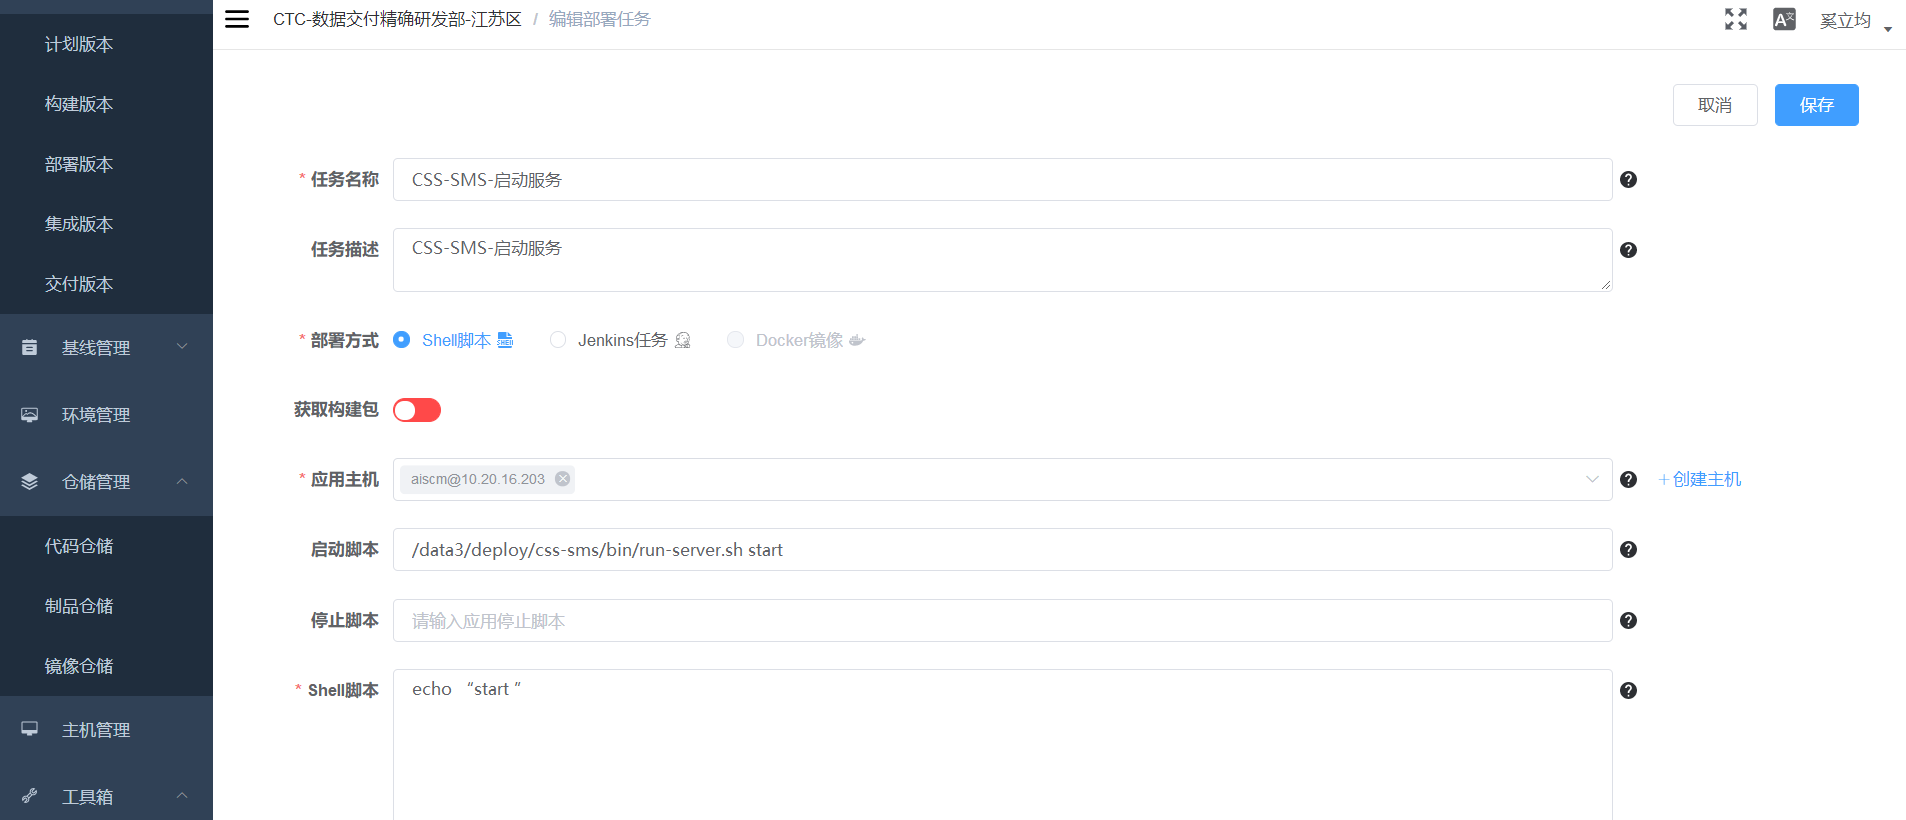 CTC-数据交付精确研发部-江苏区 / 编辑部署任务
奚立均
计划版本
构建版本
部署版本
集成版本
交付版本
基线管理
环境管理
仓储管理
代码仓储
制品仓储
镜像仓储
主机管理
工具箱
取消
保存
* 任务名称 CSS-SMS-启动服务
任务描述 CSS-SMS-启动服务
* 部署方式 Shell脚本 Jenkins任务 Docker镜像
获取构建包
* 应用主机 aiscm@10.20.16.203 +创建主机
启动脚本 /data3/deploy/css-sms/bin/run-server.sh start
停止脚本 请输入应用停止脚本
* Shell脚本 echo “start ”